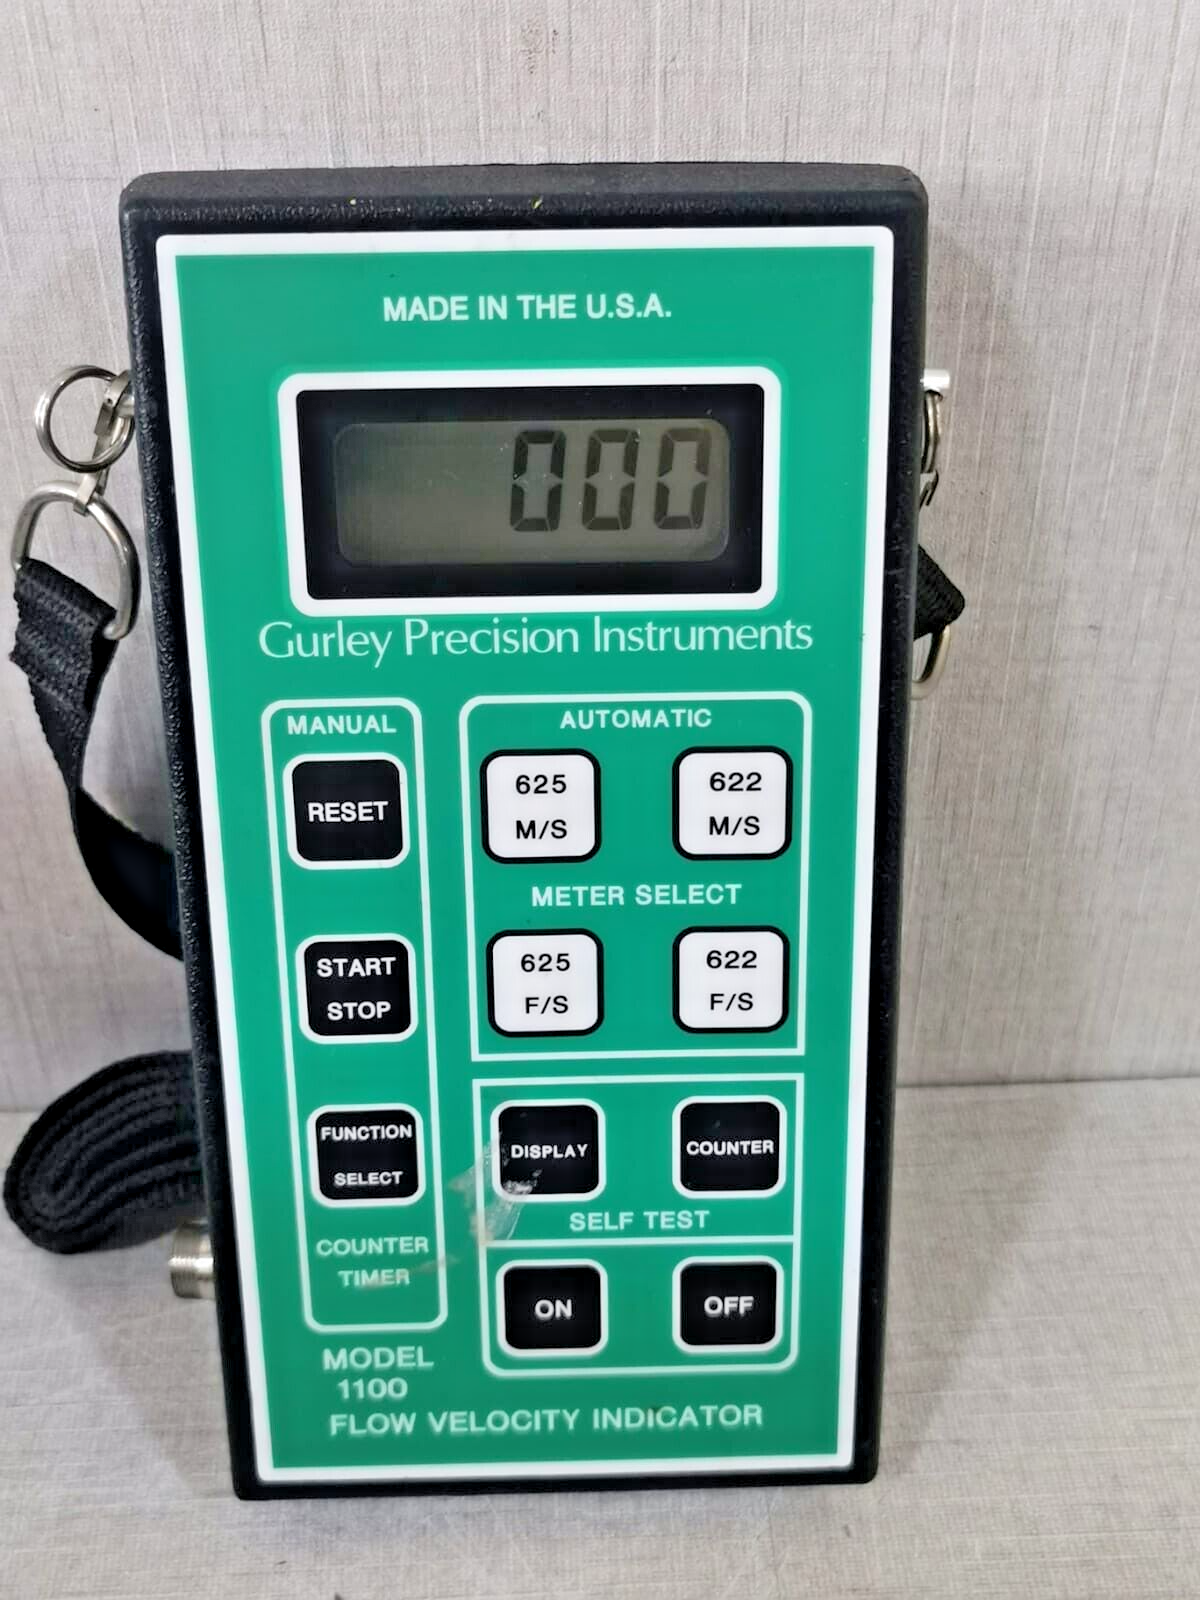 MADE IN THE U.S.A.
000
Gurley Precision Instruments
MANUAL
RESET
START
STOP
FUNCTION
SELECT
COUNTER
TIMER
AUTOMATIC
625
M/S
622
M/S
METER SELECT
625
F/S
622
F/S
DISPLAY
COUNTER
SELF TEST
ON
OFF
MODEL
1100
FLOW VELOCITY INDICATOR